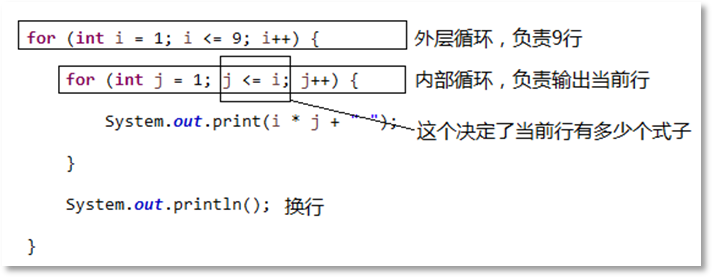 for (int i = 1; i <= 9; i++) { 外层循环，负责9行
for (int j = 1; j <= i; j++) { 内部循环，负责输出当前行
System.out.print(i * j + " "); 这个决定了当前行有多少个式子
}
System.out.println(); 换行
}